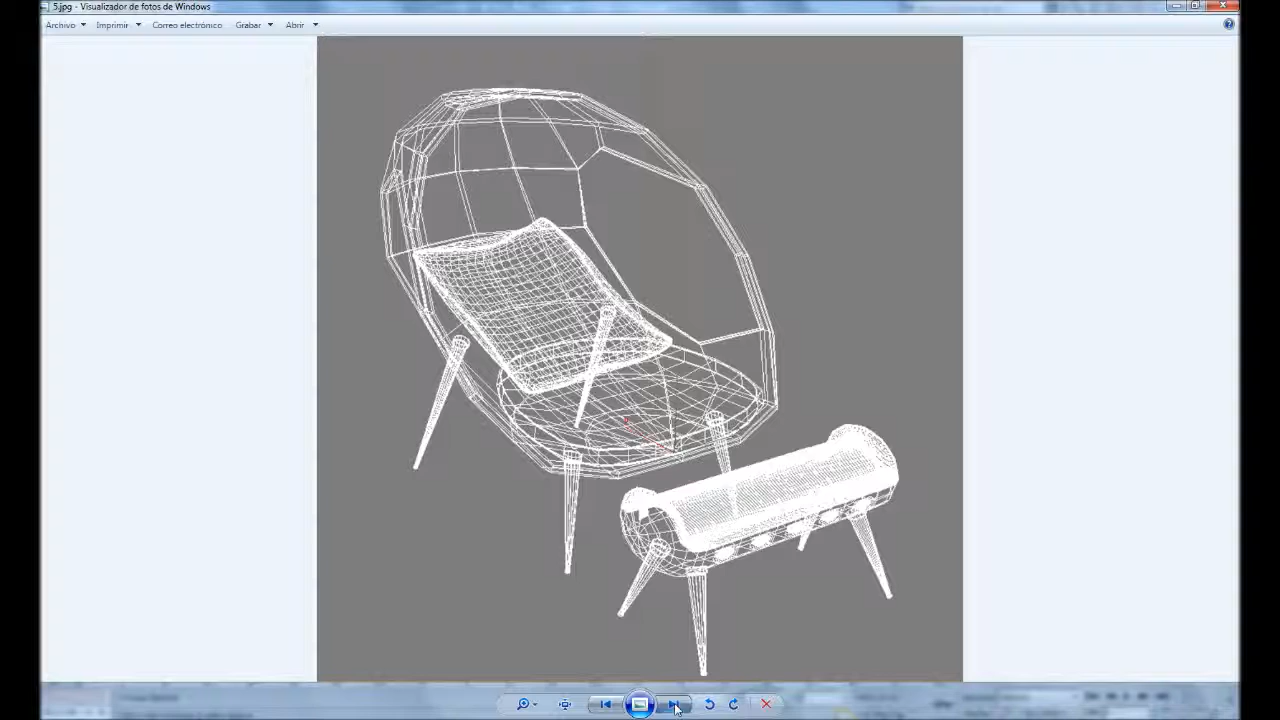 5.jpg - Visualizador de fotos de Windows
Archivo Imprimir Correo electrónico Grabar Abrir